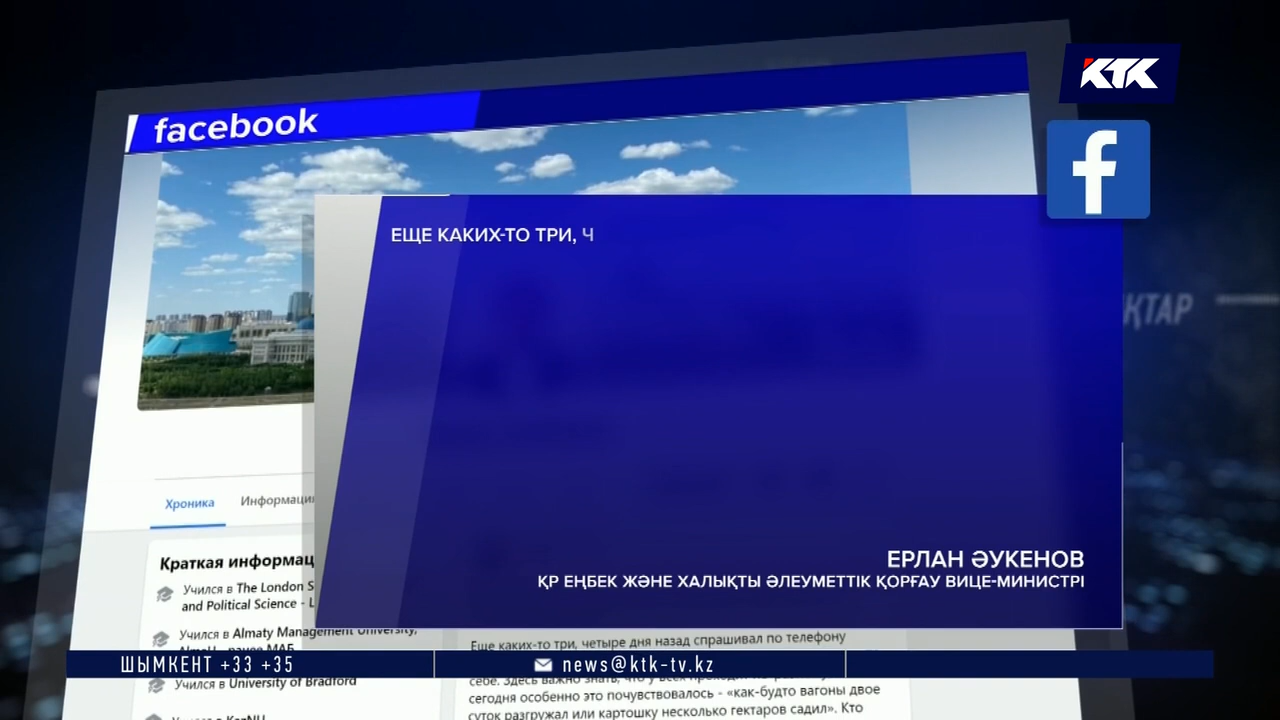 КТК
facebook
ЕЩЕ КАКИХ-ТО ТРИ, Ч
ҚТАР
Хроника
Информаци
Краткая информац
Учился в The London S
and Political Science - L
Учился в Almaty Management University,
Учился в University of Bradford
ЕРЛАН ӘУКЕНОВ
ҚР ЕҢБЕК ЖӘНЕ ХАЛЫҚТЫ ӘЛЕУМЕТТІК ҚОРҒАУ ВИЦЕ-МИНИСТРІ
Еще каких-то три, четыре дня назад спрашивал по телефону
себе. Здесь важно знать, что у всех
сегодня особенно это почувствовалось - «как-будто вагоны двое
суток разгружал или картошку несколько гектаров садил». Кто
ШЫМКЕНТ +33 +35
news@ktk-tv.kz